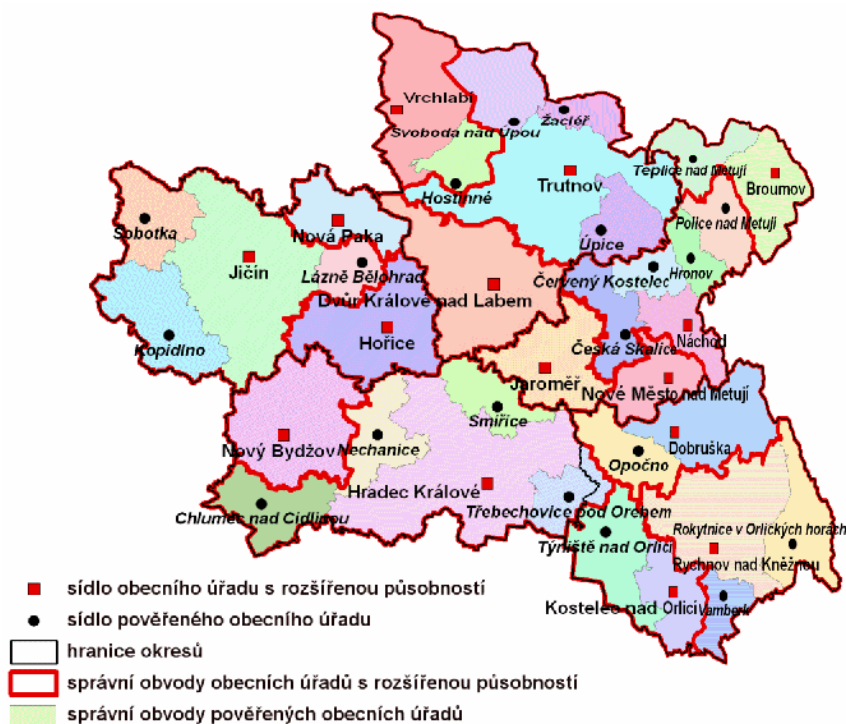 Vrchlabí
Žacléř
Svoboda nad Úpou
Teplice nad Metují
Trutnov
Broumov
Hostinné
Police nad Metují
Sobotka
Nová Paka
Úpice
Hronov
Jičín
Lázně Bělohrad
Červený Kostelec
Dvůr Králové nad Labem
Kopidlno
Hořice
Česká Skalice
Náchod
Jaroměř
Nové Město nad Metují
Smiřice
Nový Bydžov
Nechanice
Dobruška
Opočno
Hradec Králové
Chlumec nad Cidlinou
Třebechovice pod Orebem
Rokytnice v Orlických horách
Týniště nad Orlicí
Rychnov nad Kněžnou
Kostelec nad Orlicí
Vamberk
sídlo obecního úřadu s rozšířenou působností
sídlo pověřeného obecního úřadu
hranice okresů
správní obvody obecních úřadů s rozšířenou působností
správní obvody pověřených obecních úřadů